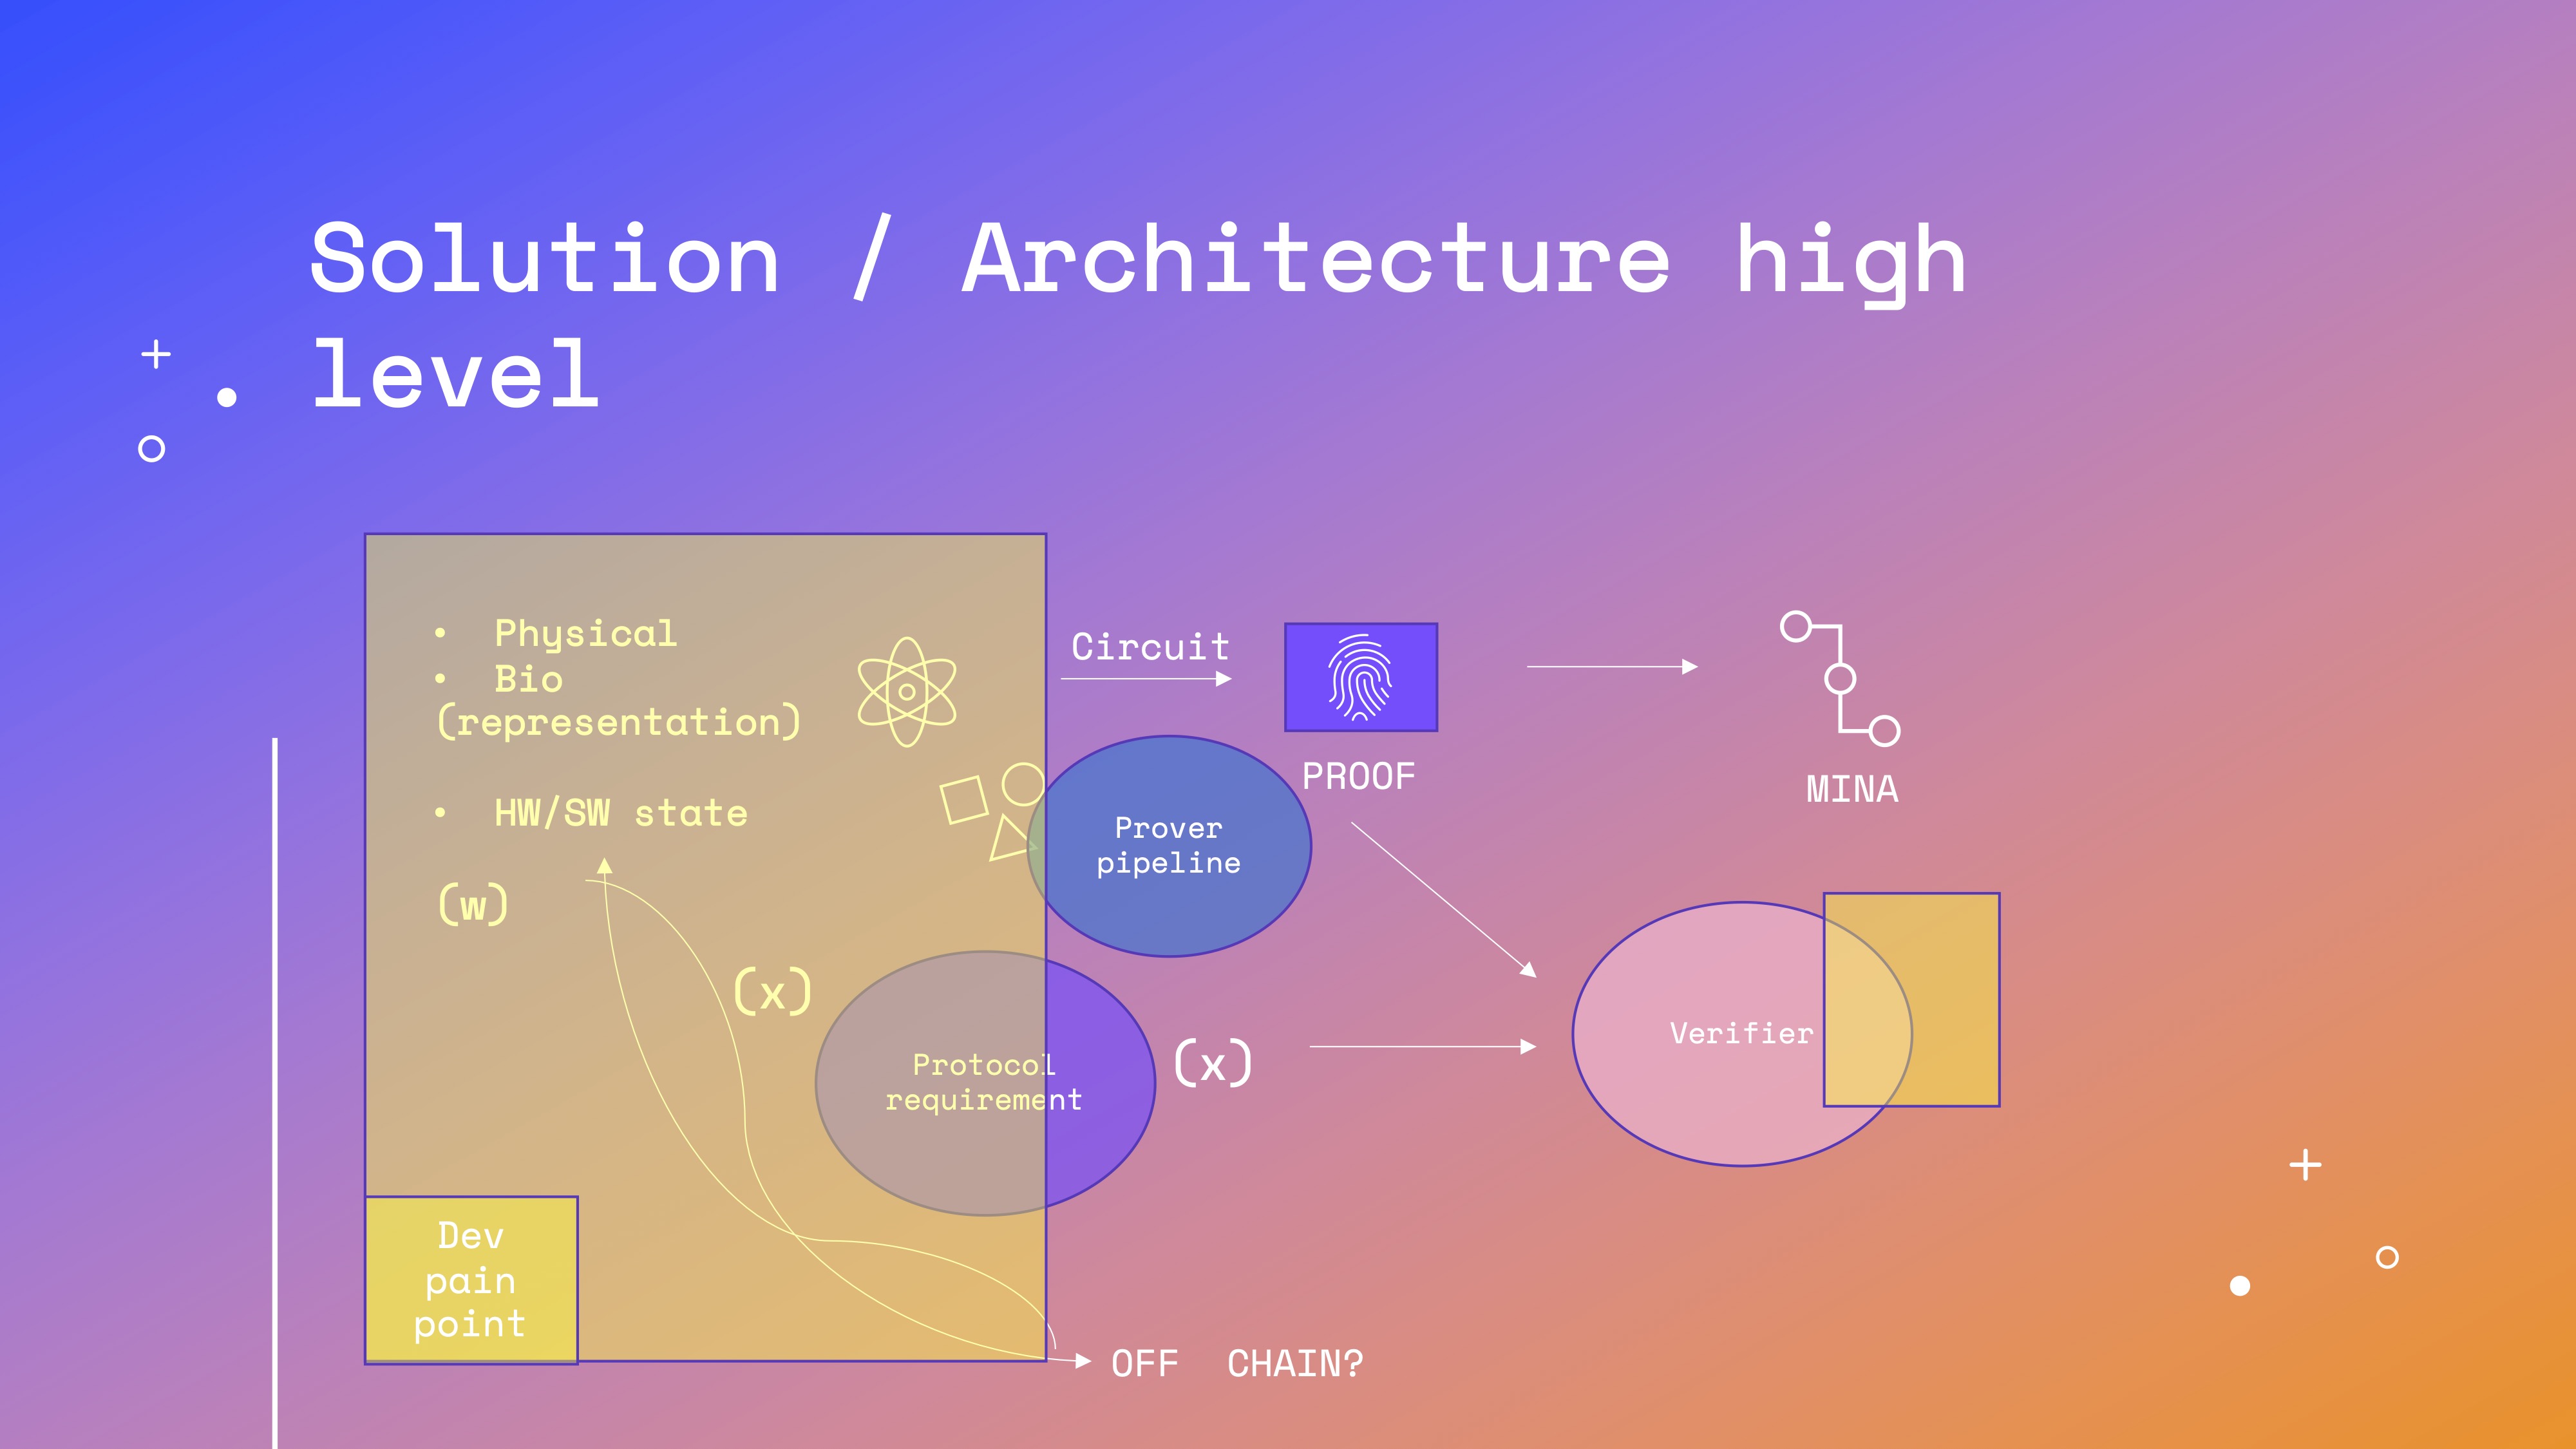 Solution / Architecture high
level
• Physical
• Bio
(representation)
• HW/SW state
(w)
(x)
Circuit
PROOF
MINA
Prover
pipeline
Protocol
requirement
(x)
Verifier
Dev
pain
point
OFF CHAIN?